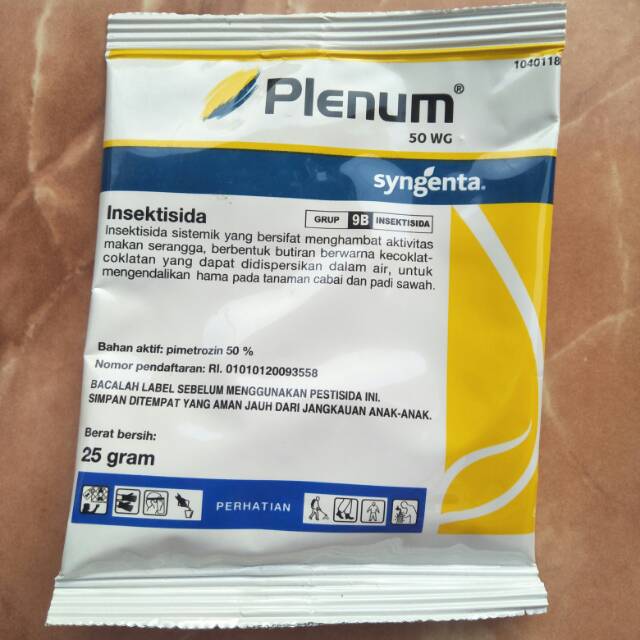 1040118
Plenum®
50 WG
syngenta.
Insektisida
GRUP 9B INSEKTISIDA
Insektisida sistemik yang bersifat menghambat aktivitas
makan serangga, berbentuk butiran berwarna kecoklat-
coklatan yang dapat didispersikan dalam air, untuk
mengendalikan hama pada tanaman cabai dan padi sawah.
Bahan aktif: pimetrozin 50 %
Nomor pendaftaran: RI. 01010120093558
BACALAH LABEL SEBELUM MENGGUNAKAN PESTISIDA INI.
SIMPAN DITEMPAT YANG AMAN JAUH DARI JANGKAUAN ANAK-ANAK.
Berat bersih:
25 gram
PERHATIAN